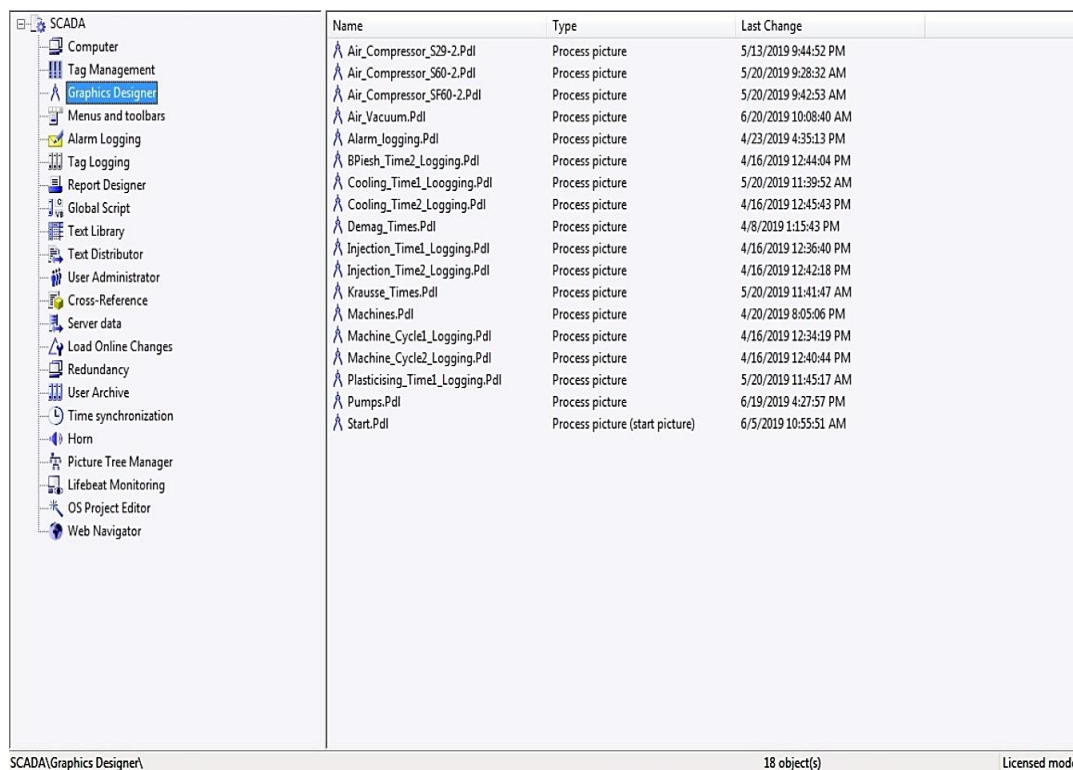 SCADA
Computer
Tag Management
Graphics Designer
Menus and toolbars
Alarm Logging
Tag Logging
Report Designer
Global Script
Text Library
Text Distributor
User Administrator
Cross-Reference
Server data
Load Online Changes
Redundancy
User Archive
Time synchronization
Horn
Picture Tree Manager
Lifebeat Monitoring
OS Project Editor
Web Navigator
Name Type Last Change
Air_Compressor_S29-2.Pdl Process picture 5/13/2019 9:44:52 PM
Air_Compressor_S60-2.Pdl Process picture 5/20/2019 9:28:32 AM
Air_Compressor_SF60-2.Pdl Process picture 5/20/2019 9:42:53 AM
Air_Vacuum.Pdl Process picture 6/20/2019 10:08:40 AM
Alarm_logging.Pdl Process picture 4/23/2019 4:35:13 PM
BPiesh_Time2_Logging.Pdl Process picture 4/16/2019 12:44:04 PM
Cooling_Time1_Loogging.Pdl Process picture 5/20/2019 11:39:52 AM
Cooling_Time2_Logging.Pdl Process picture 4/16/2019 12:45:43 PM
Demag_Times.Pdl Process picture 4/8/2019 1:15:43 PM
Injection_Time1_Logging.Pdl Process picture 4/16/2019 12:36:40 PM
Injection_Time2_Logging.Pdl Process picture 4/16/2019 12:42:18 PM
Krausse_Times.Pdl Process picture 5/20/2019 11:41:47 AM
Machines.Pdl Process picture 4/20/2019 8:05:06 PM
Machine_Cycle1_Logging.Pdl Process picture 4/16/2019 12:34:19 PM
Machine_Cycle2_Logging.Pdl Process picture 4/16/2019 12:40:44 PM
Plasticising_Time1_Logging.Pdl Process picture 5/20/2019 11:45:17 AM
Pumps.Pdl Process picture 6/19/2019 4:27:57 PM
Start.Pdl Process picture (start picture) 6/5/2019 10:55:51 AM
SCADA\Graphics Designer\ 18 object(s) Licensed mode